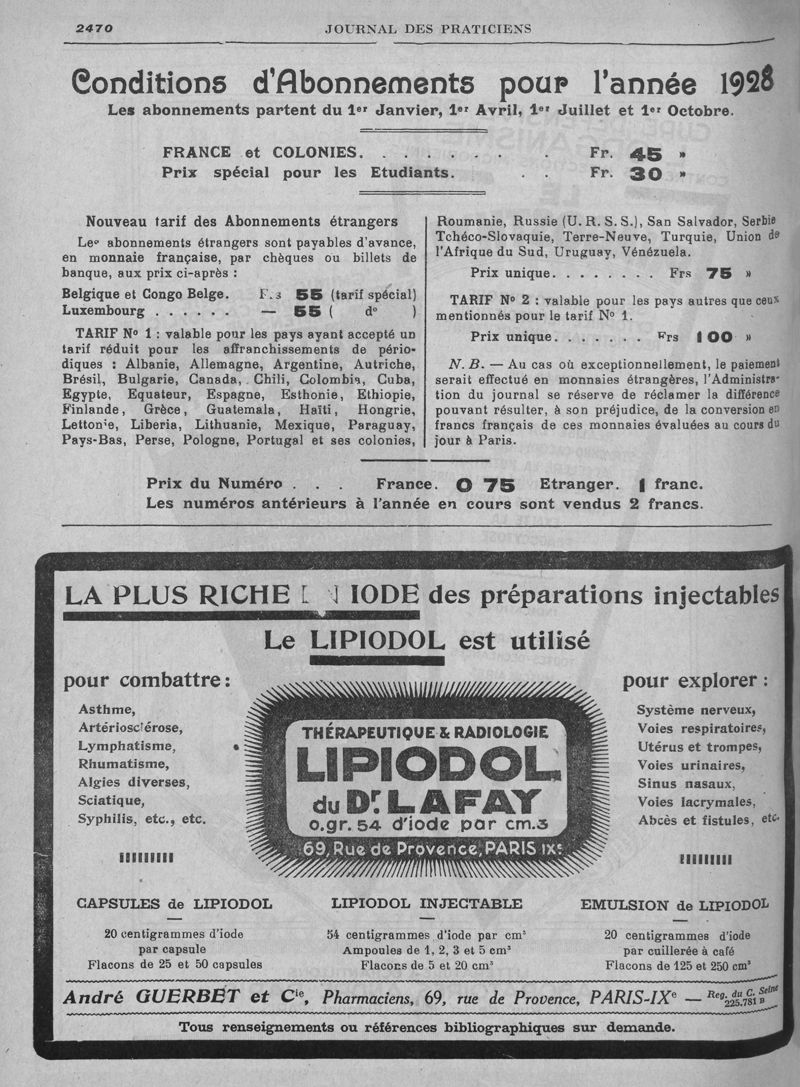 2470
JOURNAL DES PRATICIENS
Conditions d'Abonnements pour l'année 1928
Les abonnements partent du 1er Janvier, 1er Avril, 1er Juillet et 1er Octobre.
FRANCE et COLONIES. . . . . . . . Fr. 45 »
Prix spécial pour les Etudiants. . . Fr. 30 »
Nouveau tarif des Abonnements étrangers
Les abonnements étrangers sont payables d'avance,
en monnaie française, par chèques ou billets de
banque, aux prix ci-après :
Belgique et Congo Belge. F.s 55 (tarif spécial)
Luxembourg . . . . . . — 55 ( do )
TARIF No 1 : valable pour les pays ayant accepté un
tarif réduit pour les affranchissements de pério-
diques : Albanie, Allemagne, Argentine, Autriche,
Brésil, Bulgarie, Canada, Chili, Colombia, Cuba,
Egypte, Equateur, Espagne, Esthonie, Ethiopie,
Finlande, Grèce, Guatemala, Haïti, Hongrie,
Lettonie, Liberia, Lithuanie, Mexique, Paraguay,
Pays-Bas, Perse, Pologne, Portugal et ses colonies,
Roumanie, Russie (U. R. S. S.), San Salvador, Serbie
Tchéco-Slovaquie, Terre-Neuve, Turquie, Union de
l'Afrique du Sud, Uruguay, Vénézuela.
Prix unique. . . . . . . . Frs 75 »
TARIF No 2 : valable pour les pays autres que ceux
mentionnés pour le tarif No 1.
Prix unique. . . . . . . Frs 100 »
N. B. — Au cas où exceptionnellement, le paiement
serait effectué en monnaies étrangères, l'Administra-
tion du journal se réserve de réclamer la différence
pouvant résulter, à son préjudice, de la conversion en
francs français de ces monnaies évaluées au cours du
jour à Paris.
Prix du Numéro . . . France. 0 75 Etranger. 1 franc.
Les numéros antérieurs à l'année en cours sont vendus 2 francs.
LA PLUS RICHE IODE des préparations injectables
Le LIPIODOL est utilisé
pour combattre :
Asthme,
Artériosclérose,
Lymphatisme,
Rhumatisme,
Algies diverses,
Sciatique,
Syphilis, etc., etc.
THÉRAPEUTIQUE & RADIOLOGIE
LIPIODOL
du Dr. LAFAY
0.gr. 54 d'iode par cm.3
69, Rue de Provence, PARIS IXe
pour explorer :
Système nerveux,
Voies respiratoires,
Utérus et trompes,
Voies urinaires,
Sinus nasaux,
Voies lacrymales,
Abcès et fistules, etc.
CAPSULES de LIPIODOL
20 centigrammes d'iode
par capsule
Flacons de 25 et 50 capsules
LIPIODOL INJECTABLE
54 centigrammes d'iode par cm³
Ampoules de 1, 2, 3 et 5 cm³
Flacons de 5 et 20 cm³
EMULSION de LIPIODOL
20 centigrammes d'iode
par cuillerée à café
Flacons de 125 et 250 cm³
André GUERBET et Cie, Pharmaciens, 69, rue de Provence, PARIS-IXe — Reg. du C. Seine 225.781 B
Tous renseignements ou références bibliographiques sur demande.